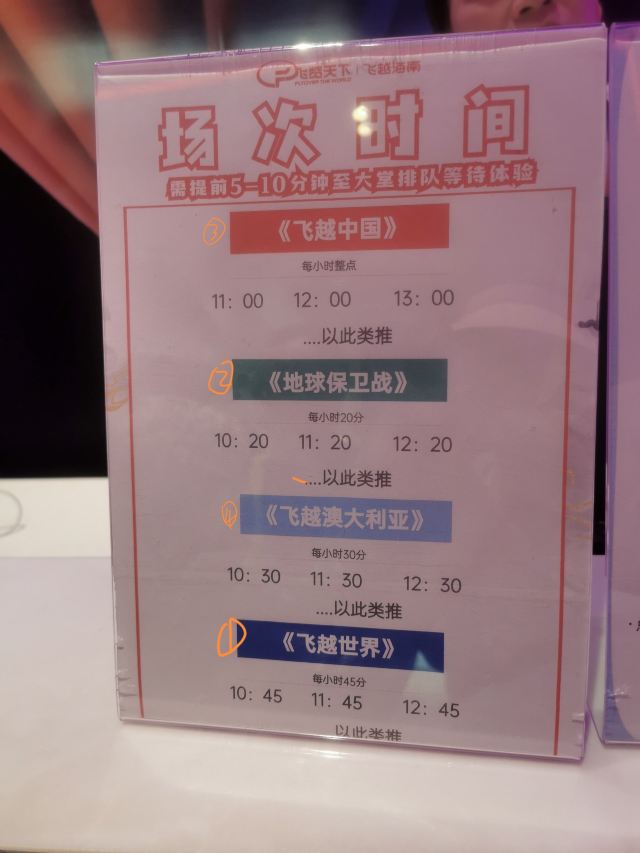 飞越天下 | 飞越海南
FLYOVER THE WORLD
场次时间
需提前5-10分钟至大堂排队等待体验
③ 《飞越中国》
每小时整点
11：00 12：00 13：00
....以此类推
② 《地球保卫战》
每小时20分
10：20 11：20 12：20
....以此类推
④ 《飞越澳大利亚》
每小时30分
10：30 11：30 12：30
....以此类推
① 《飞越世界》
每小时45分
10：45 11：45 12：45
以此类推